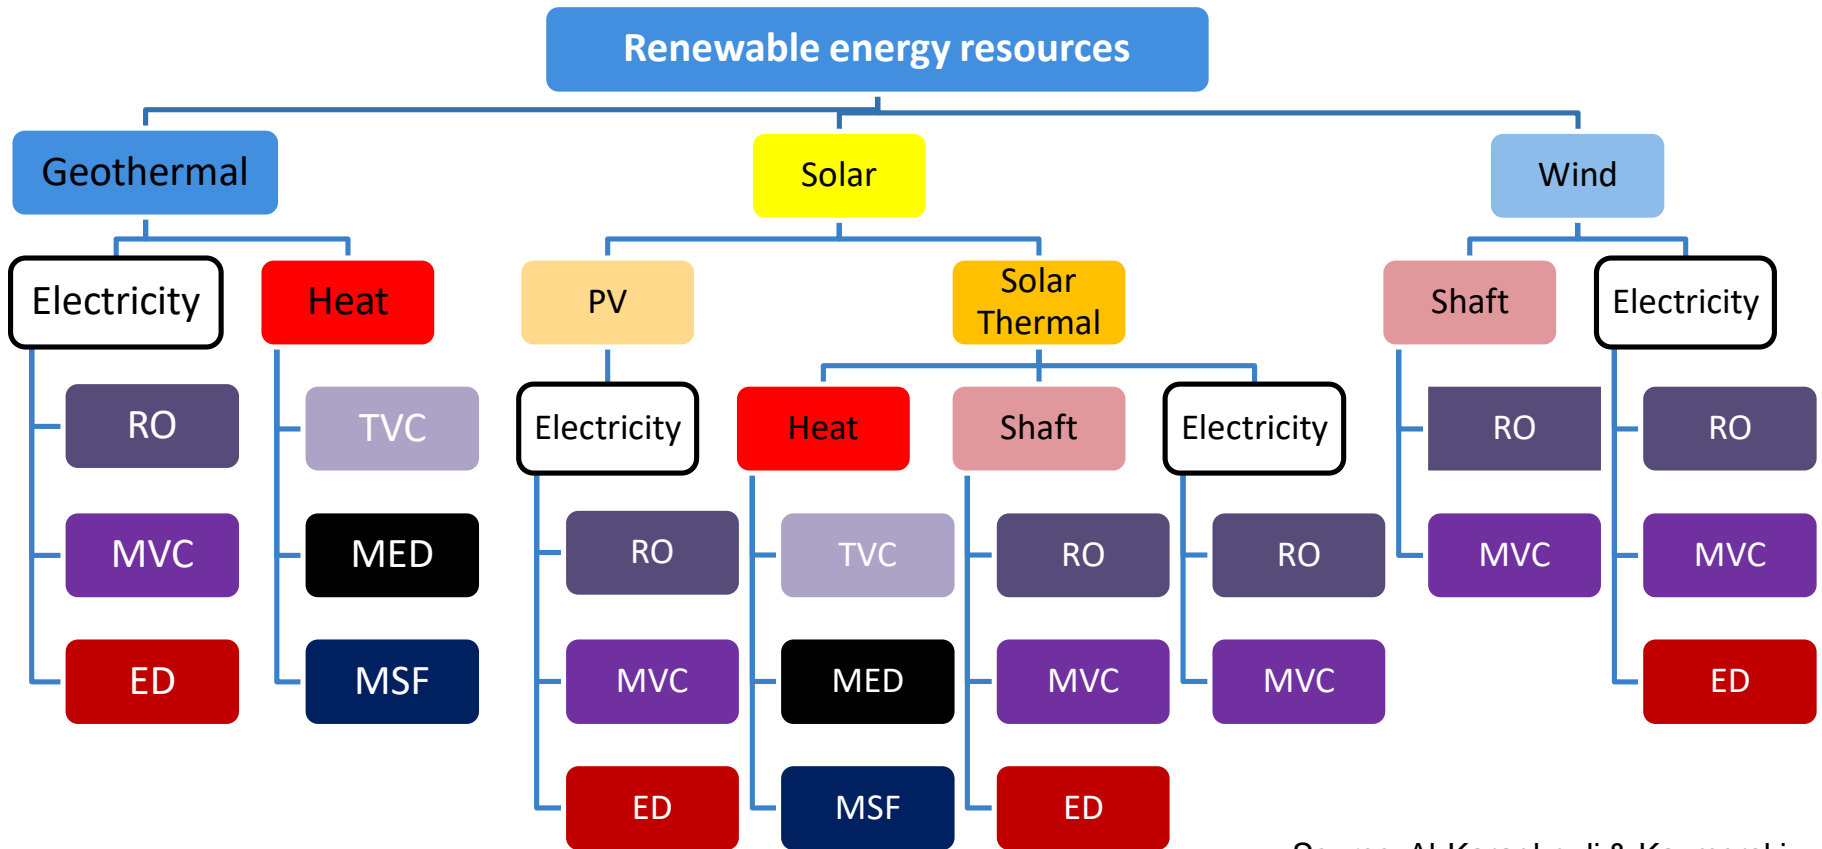 Renewable energy resources
Geothermal
Solar
Wind
Electricity
Heat
PV
Solar
Thermal
Shaft
Electricity
RO
TVC
Electricity
Heat
Shaft
Electricity
RO
RO
MVC
MED
RO
TVC
RO
RO
MVC
MVC
ED
MSF
MVC
MED
MVC
MVC
ED
ED
MSF
ED